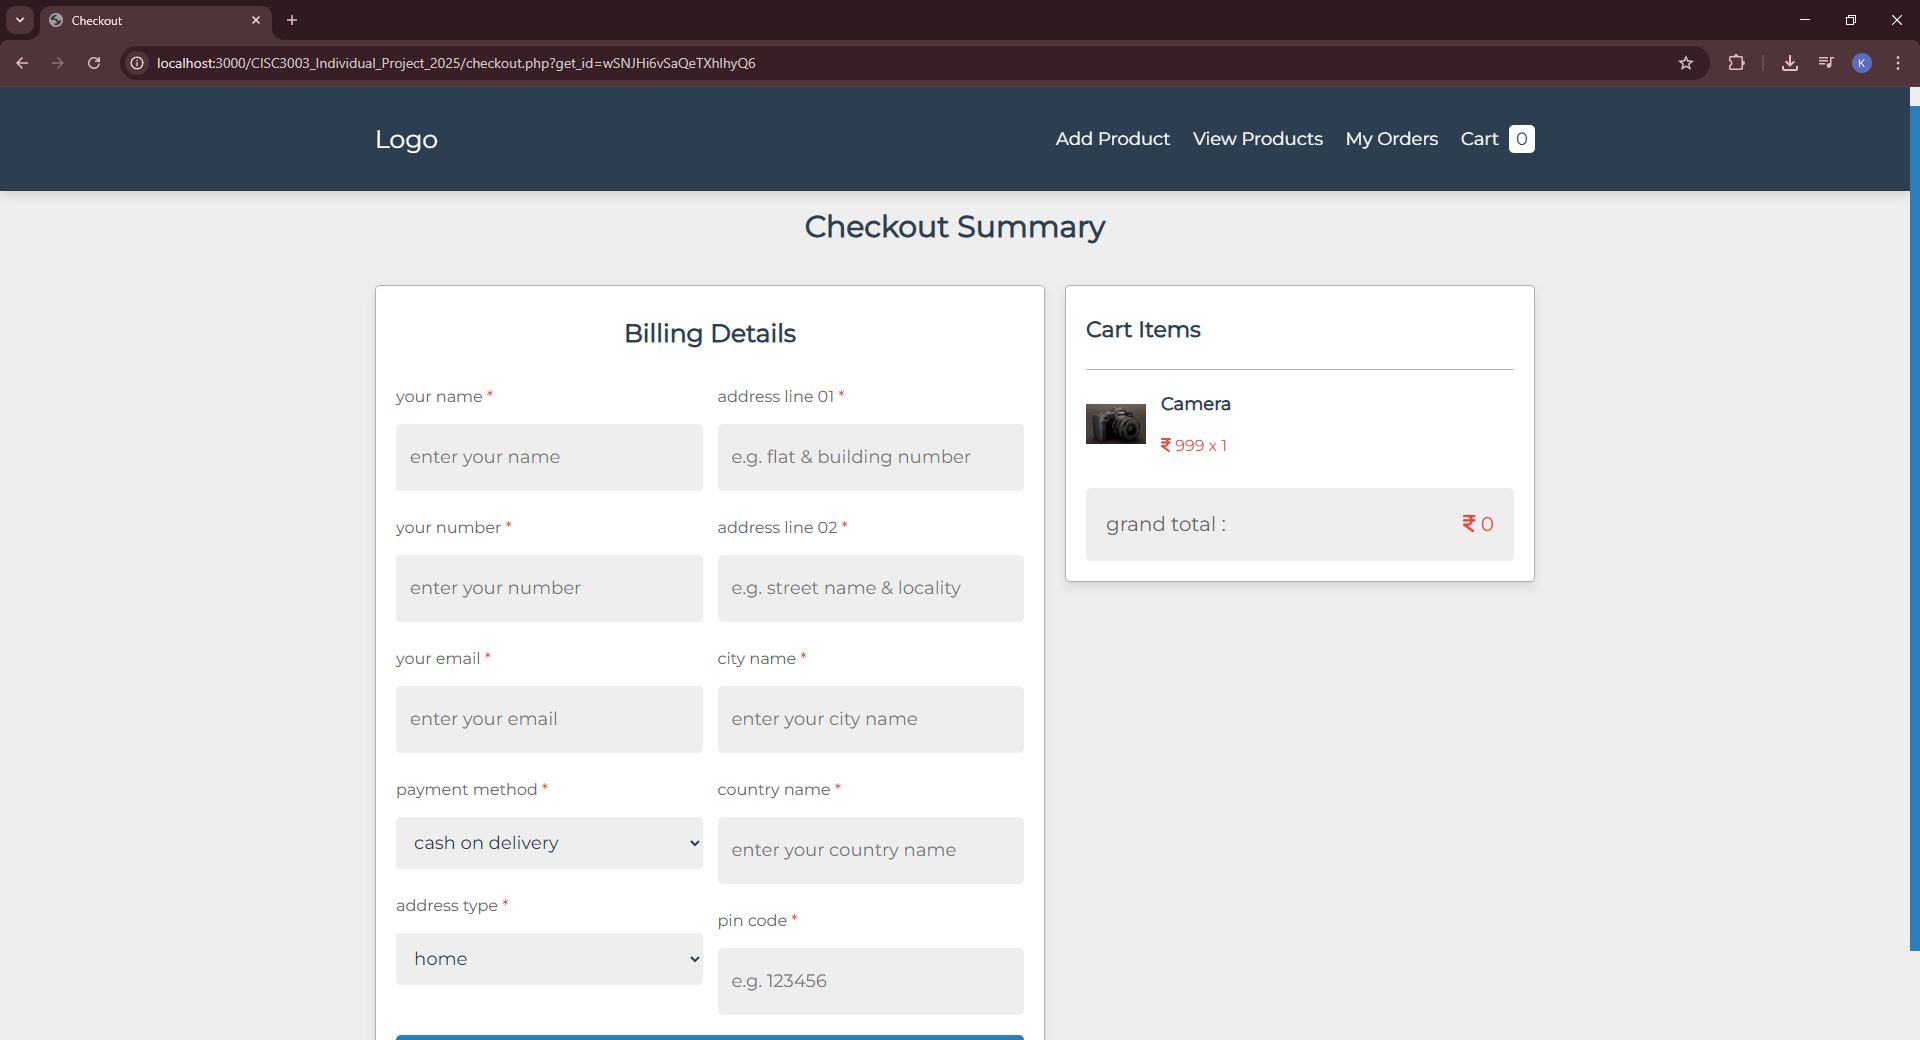 Checkout
localhost:3000/CISC3003_Individual_Project_2025/checkout.php?get_id=wSNJHi6vSaQeTXhlhyQ6
K
Logo
Add Product View Products My Orders Cart 0
Checkout Summary
Billing Details
your name *
enter your name
your number *
enter your number
your email *
enter your email
payment method *
cash on delivery
address type *
home
address line 01 *
e.g. flat & building number
address line 02 *
e.g. street name & locality
city name *
enter your city name
country name *
enter your country name
pin code *
e.g. 123456
Cart Items
Camera
₹ 999 x 1
grand total : ₹ 0